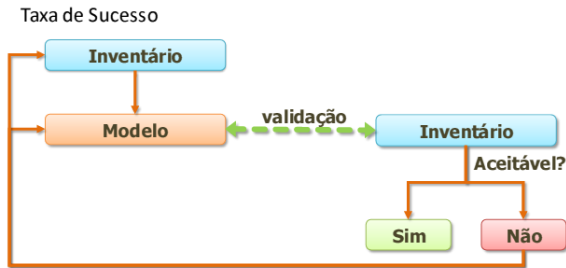 Taxa de Sucesso
Inventário
Modelo
validação
Inventário
Aceitável?
Sim
Não